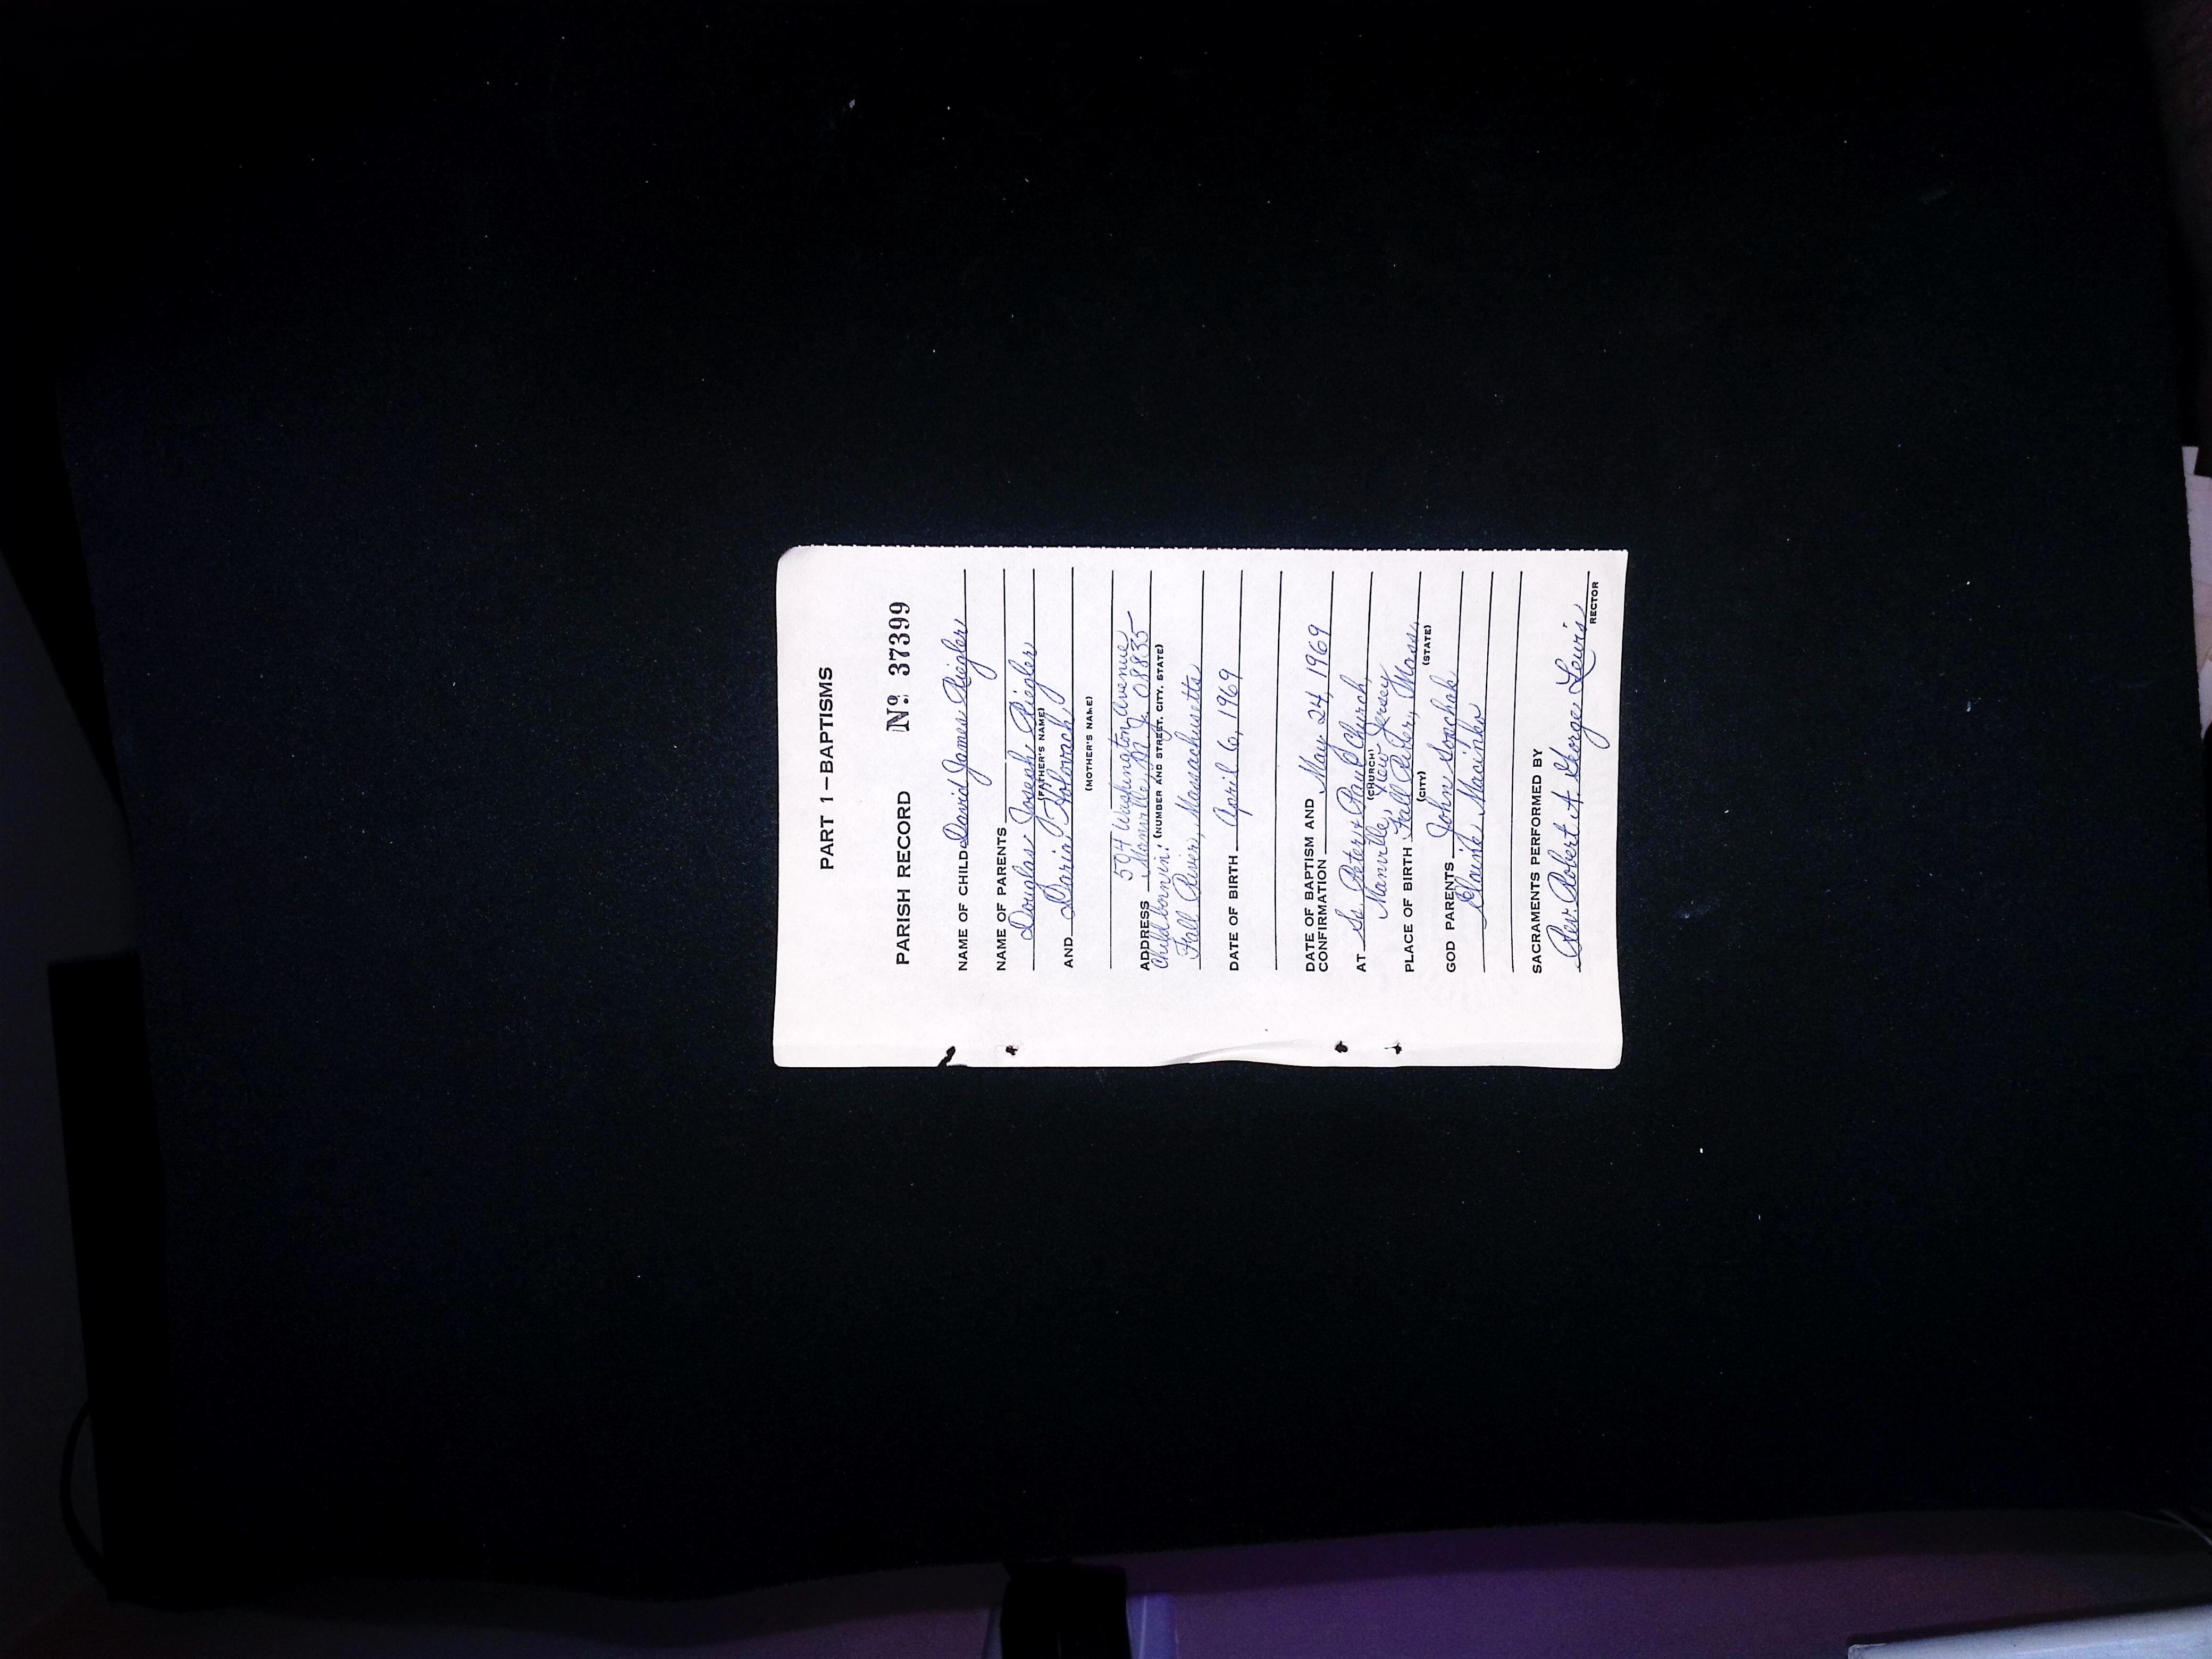 PART 1—BAPTISMS
PARISH RECORD Nº 37399
NAME OF CHILD David James Riegler
NAME OF PARENTS
Douglas Joseph Riegler
(FATHER'S NAME)
AND Daria Holovach
(MOTHER'S NAME)
504 Washington Avenue
ADDRESS Manville, N. J. 08835
Child born in: (NUMBER AND STREET, CITY, STATE)
Fall River, Massachusetts
DATE OF BIRTH April 6, 1969
DATE OF BAPTISM AND
CONFIRMATION May 24, 1969
AT Ss. Peter & Paul Church,
(CHURCH)
Manville, New Jersey
PLACE OF BIRTH Fall River, Mass.
(CITY) (STATE)
GOD PARENTS John Sopchak
Elaine Macinko
SACRAMENTS PERFORMED BY
Rev. Robert A. George Lewis
RECTOR